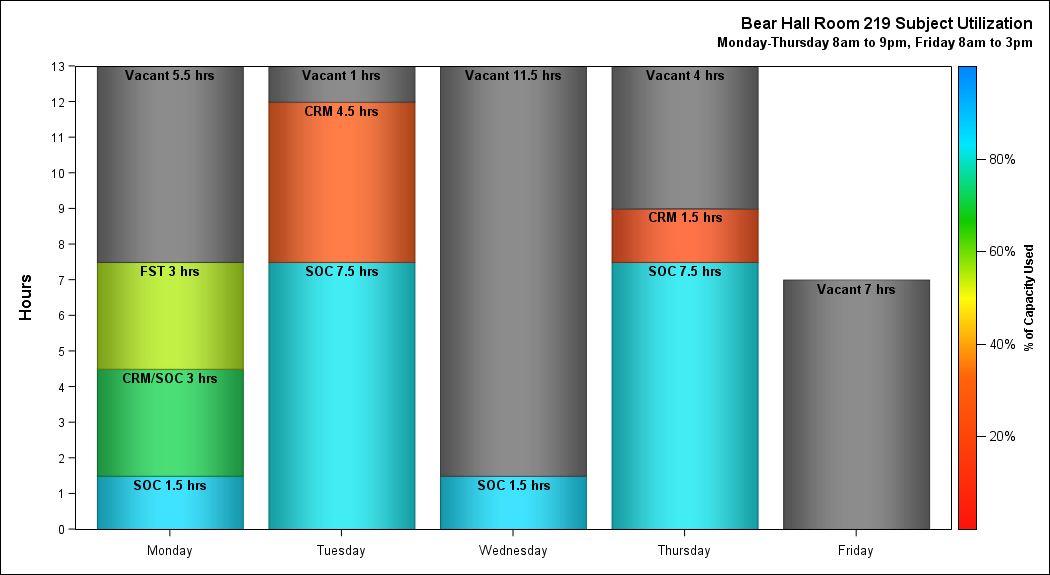 Bear Hall Room 219 Subject Utilization
Monday-Thursday 8am to 9pm, Friday 8am to 3pm
Hours
13
12
11
10
9
8
7
6
5
4
3
2
1
0
Vacant 5.5 hrs
FST 3 hrs
CRM/SOC 3 hrs
SOC 1.5 hrs
Vacant 1 hrs
CRM 4.5 hrs
SOC 7.5 hrs
Vacant 11.5 hrs
SOC 1.5 hrs
Vacant 4 hrs
CRM 1.5 hrs
SOC 7.5 hrs
Vacant 7 hrs
Monday
Tuesday
Wednesday
Thursday
Friday
80%
60%
40%
20%
% of Capacity Used